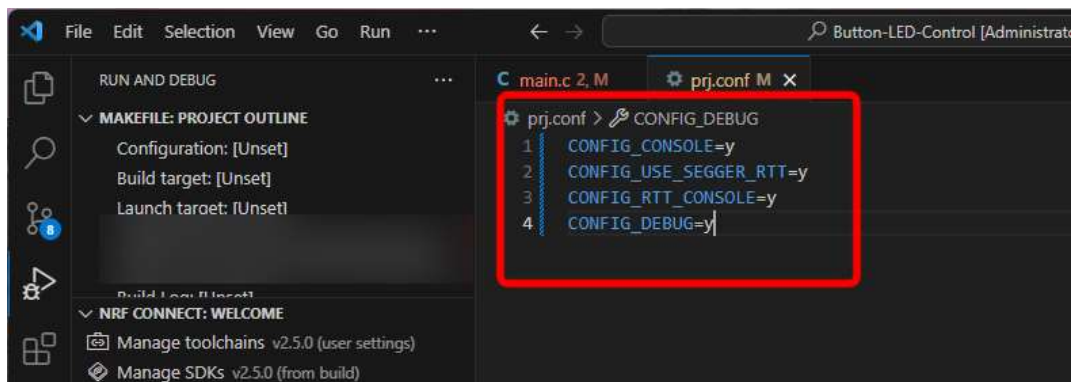 File Edit Selection View Go Run ··· ← → Button-LED-Control [Administrato
RUN AND DEBUG ···
MAKEFILE: PROJECT OUTLINE
Configuration: [Unset]
Build target: [Unset]
Launch target: [Unset]
Build Log: [Unset]
NRF CONNECT: WELCOME
Manage toolchains v2.5.0 (user settings)
Manage SDKs v2.5.0 (from build)
8
C main.c 2, M prj.conf M ×
prj.conf > CONFIG_DEBUG
1 CONFIG_CONSOLE=y
2 CONFIG_USE_SEGGER_RTT=y
3 CONFIG_RTT_CONSOLE=y
4 CONFIG_DEBUG=y